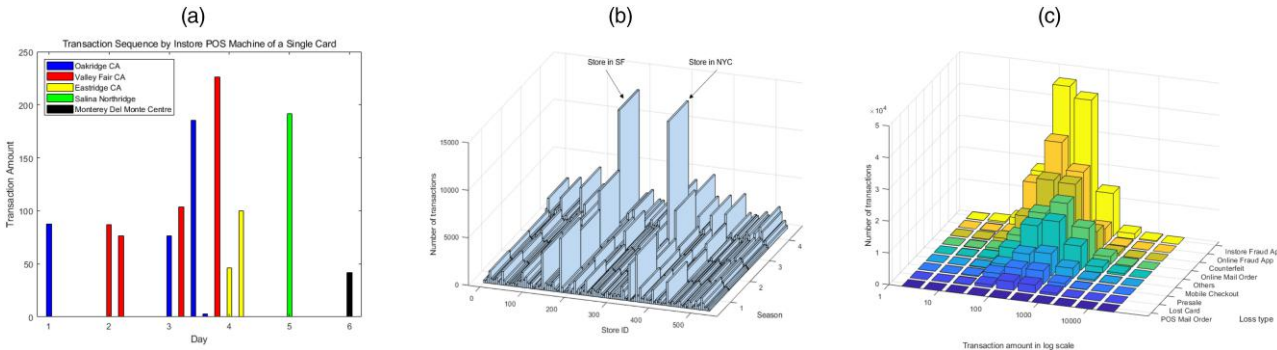 (a)
Transaction Sequence by Instore POS Machine of a Single Card
250
200
150
100
50
0
Transaction Amount
Oakridge CA
Valley Fair CA
Eastridge CA
Salina Northridge
Monterey Del Monte Centre
1 2 3 4 5 6
Day
(b)
Store in SF
Store in NYC
15000
10000
5000
0
Number of transactions
0 100 200 300 400 500
Store ID
1 2 3 4
Season
(c)
× 10^4
5
4
3
2
1
0
Number of transactions
1 10 100 1000 10000
Transaction amount in log scale
Instore Fraud Ap
Online Fraud App
Counterfeit
Online Mail Order
Others
Mobile Checkout
Presale
Lost Card
POS Mail Order
Loss type